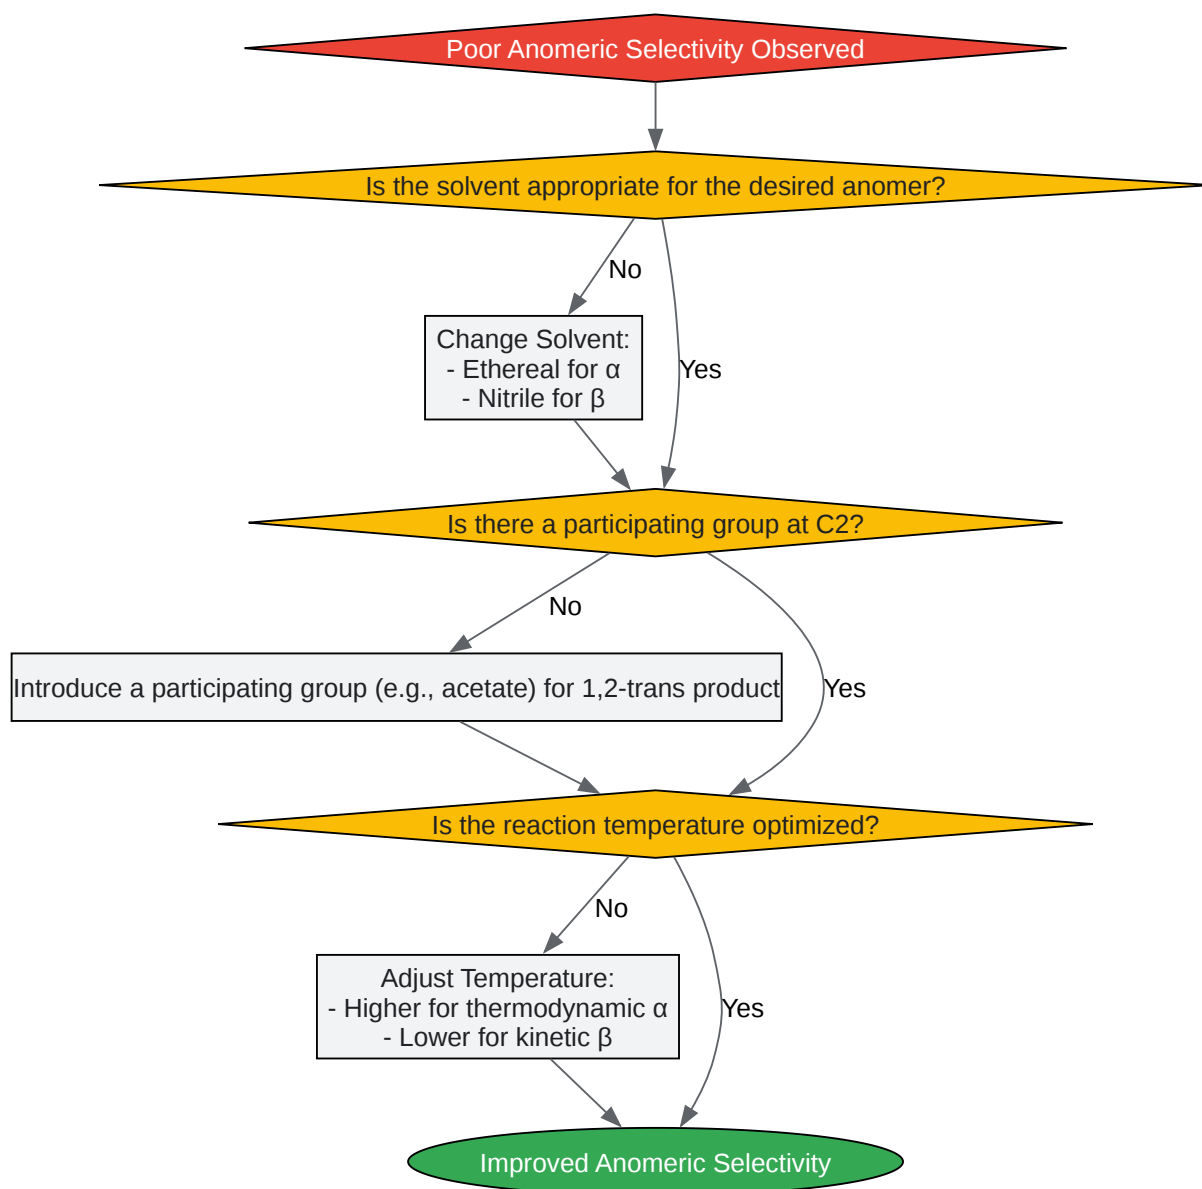 Poor Anomeric Selectivity Observed
Is the solvent appropriate for the desired anomer?
No
Change Solvent:
- Ethereal for α
- Nitrile for β
Yes
Is there a participating group at C2?
No
Introduce a participating group (e.g., acetate) for 1,2-trans product
Yes
Is the reaction temperature optimized?
No
Adjust Temperature:
- Higher for thermodynamic α
- Lower for kinetic β
Yes
Improved Anomeric Selectivity